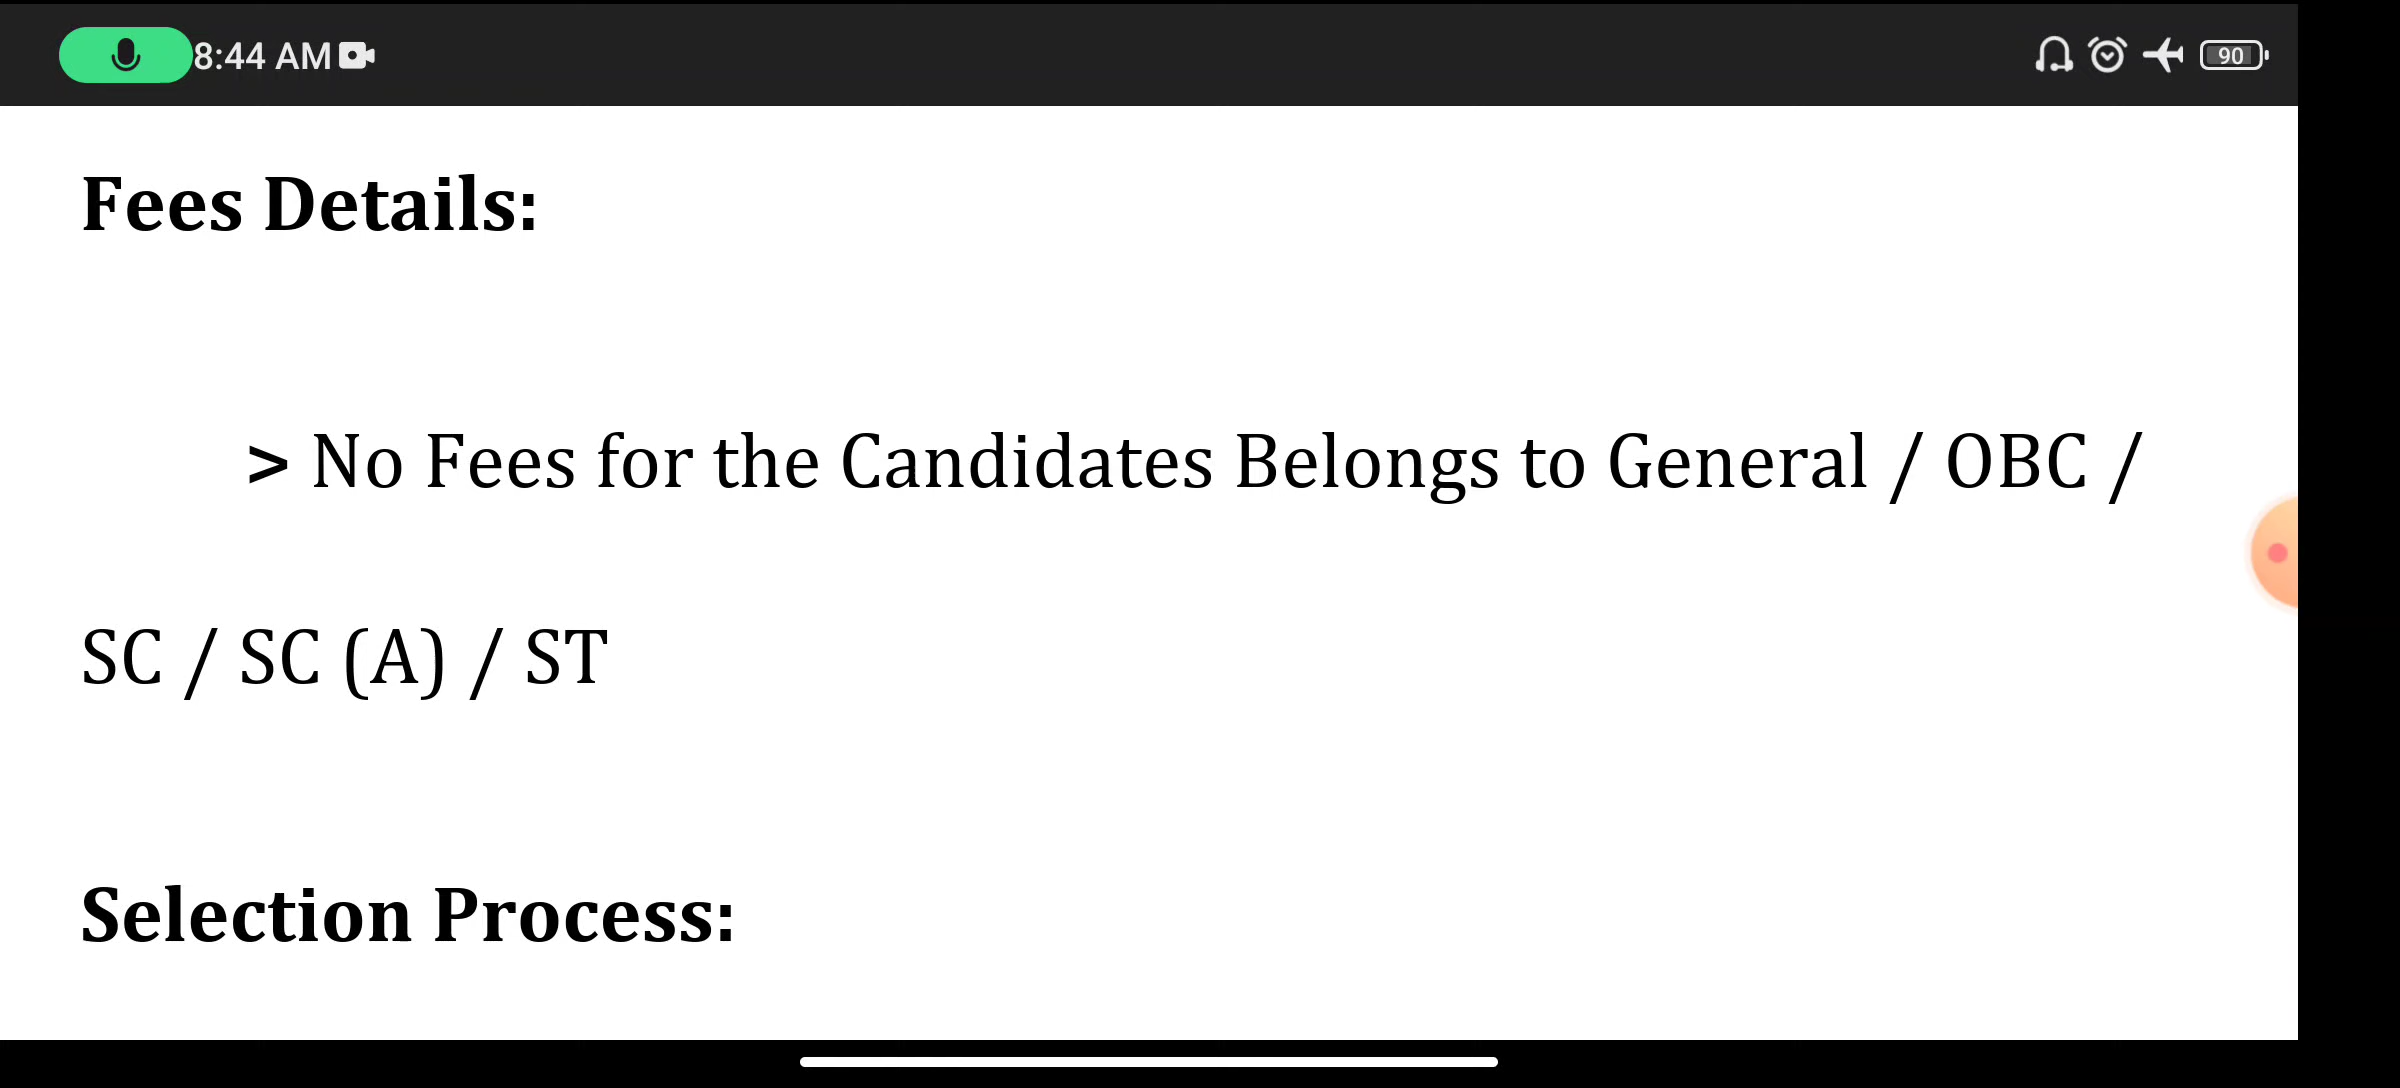 8:44 AM
90
Fees Details:
> No Fees for the Candidates Belongs to General / OBC /
SC / SC (A) / ST
Selection Process: